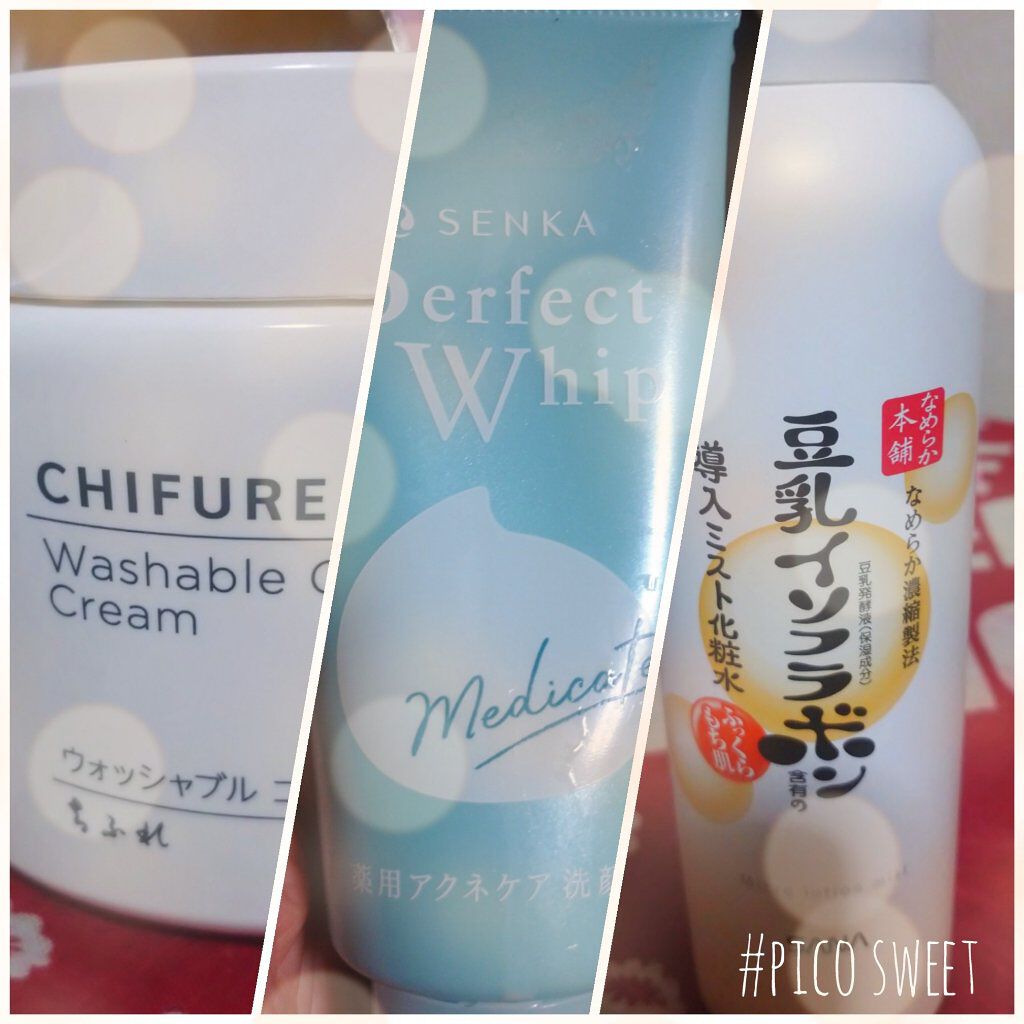 CHIFURE
Washable C
Cream
ウォッシャブル コ
ちふれ
SENKA
Perfect
Whip
Medicate
薬用アクネケア 洗顔
なめらか
本舗
なめらか濃縮製法
豆乳発酵液(保湿成分)
豆乳イソフラボン
含有の
導入ミスト化粧水
ふっくら
もち肌
#PICO SWEET